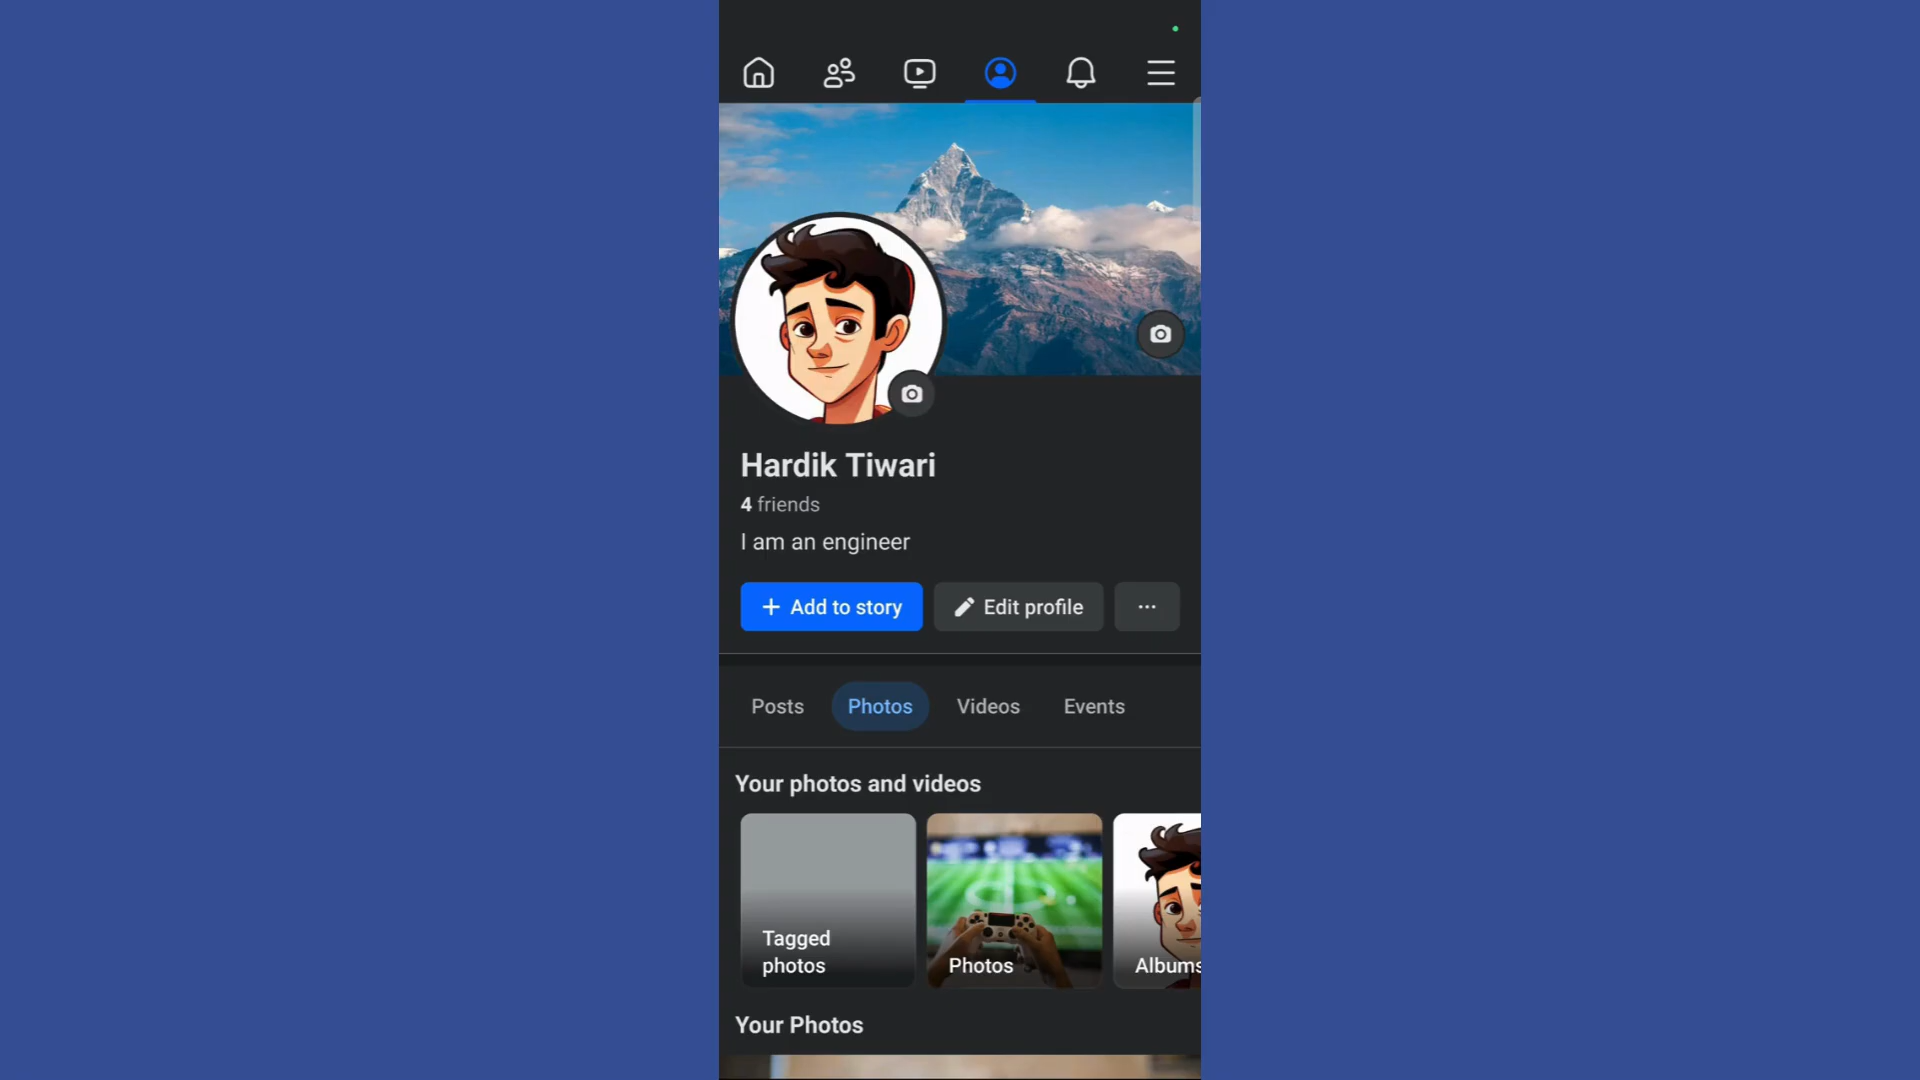 Hardik Tiwari
4 friends
I am an engineer
+ Add to story
Edit profile
Posts
Photos
Videos
Events
Your photos and videos
Tagged
photos
Photos
Albums
Your Photos